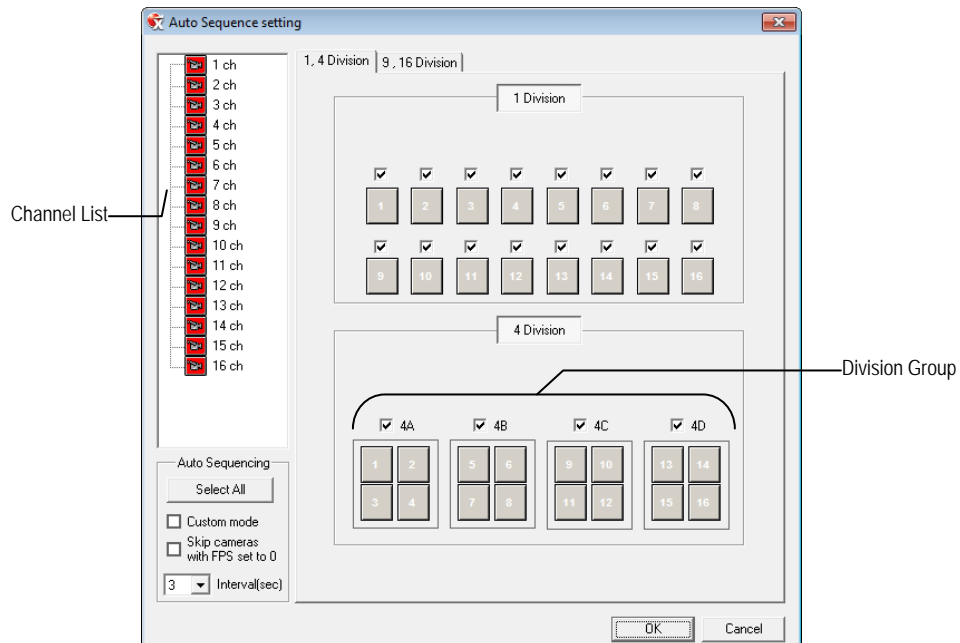 Auto Sequence setting
1 ch
2 ch
3 ch
4 ch
5 ch
6 ch
7 ch
8 ch
9 ch
10 ch
11 ch
12 ch
13 ch
14 ch
15 ch
16 ch
Channel List
Auto Sequencing
Select All
Custom mode
Skip cameras
with FPS set to 0
3 Interval(sec)
1, 4 Division 9 , 16 Division
1 Division
1 2 3 4 5 6 7 8
9 10 11 12 13 14 15 16
4 Division
Division Group
4A 4B 4C 4D
1 2 5 6 9 10 13 14
3 4 7 8 11 12 15 16
OK Cancel